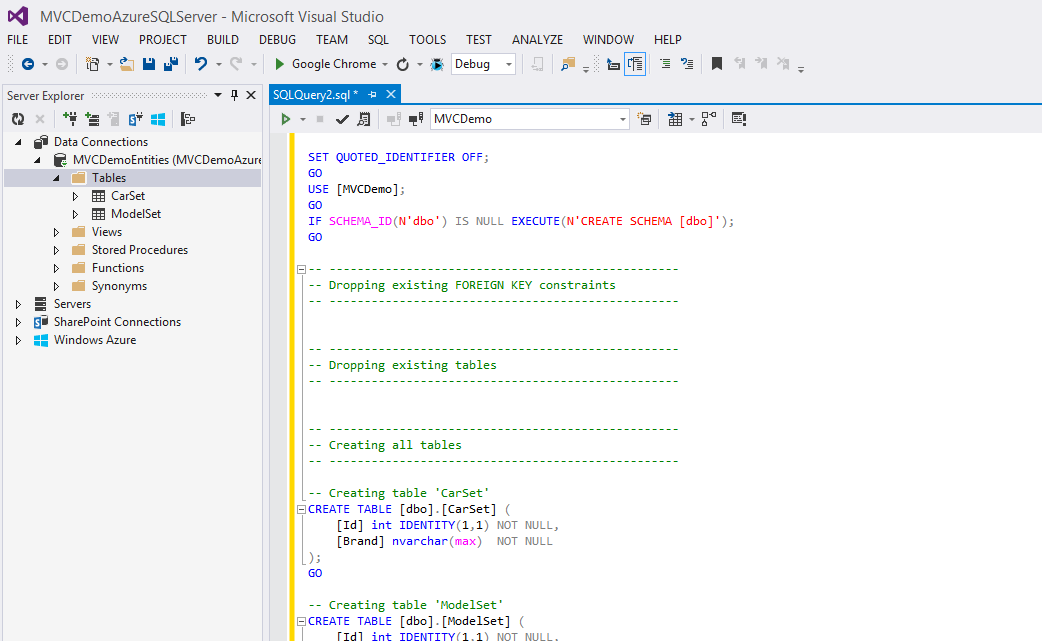 MVCDemoAzureSQLServer - Microsoft Visual Studio
FILE EDIT VIEW PROJECT BUILD DEBUG TEAM SQL TOOLS TEST ANALYZE WINDOW HELP
Google Chrome Debug
Server Explorer
SQLQuery2.sql *
MVCDemo
Data Connections
MVCDemoEntities (MVCDemoAzure
Tables
CarSet
ModelSet
Views
Stored Procedures
Functions
Synonyms
Servers
SharePoint Connections
Windows Azure
SET QUOTED_IDENTIFIER OFF;
GO
USE [MVCDemo];
GO
IF SCHEMA_ID(N'dbo') IS NULL EXECUTE(N'CREATE SCHEMA [dbo]');
GO
-- --------------------------------------------------
-- Dropping existing FOREIGN KEY constraints
-- --------------------------------------------------
-- --------------------------------------------------
-- Dropping existing tables
-- --------------------------------------------------
-- --------------------------------------------------
-- Creating all tables
-- --------------------------------------------------
-- Creating table 'CarSet'
CREATE TABLE [dbo].[CarSet] (
[Id] int IDENTITY(1,1) NOT NULL,
[Brand] nvarchar(max)  NOT NULL
);
GO
-- Creating table 'ModelSet'
CREATE TABLE [dbo].[ModelSet] (
[Id] int IDENTITY(1,1) NOT NULL,